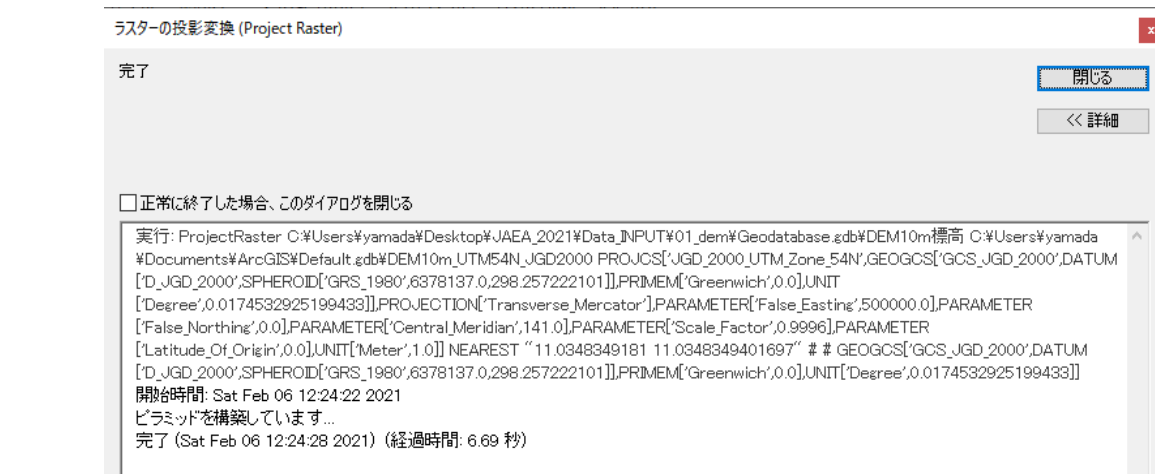 ラスターの投影変換 (Project Raster)
x
完了
閉じる
<< 詳細
正常に終了した場合、このダイアログを閉じる
実行: ProjectRaster C:¥Users¥yamada¥Desktop¥JAEA_2021¥Data_INPUT¥01_dem¥Geodatabase.gdb¥DEM10m標高 C:¥Users¥yamada
¥Documents¥ArcGIS¥Default.gdb¥DEM10m_UTM54N_JGD2000 PROJCS['JGD_2000_UTM_Zone_54N',GEOGCS['GCS_JGD_2000',DATUM
['D_JGD_2000',SPHEROID['GRS_1980',6378137.0,298.257222101]],PRIMEM['Greenwich',0.0],UNIT
['Degree',0.0174532925199433]],PROJECTION['Transverse_Mercator'],PARAMETER['False_Easting',500000.0],PARAMETER
['False_Northing',0.0],PARAMETER['Central_Meridian',141.0],PARAMETER['Scale_Factor',0.9996],PARAMETER
['Latitude_Of_Origin',0.0],UNIT['Meter',1.0]] NEAREST "11.0348349181 11.0348349401697" # # GEOGCS['GCS_JGD_2000',DATUM
['D_JGD_2000',SPHEROID['GRS_1980',6378137.0,298.257222101]],PRIMEM['Greenwich',0.0],UNIT['Degree',0.0174532925199433]]
開始時間: Sat Feb 06 12:24:22 2021
ピラミッドを構築しています...
完了 (Sat Feb 06 12:24:28 2021) (経過時間: 6.69 秒)